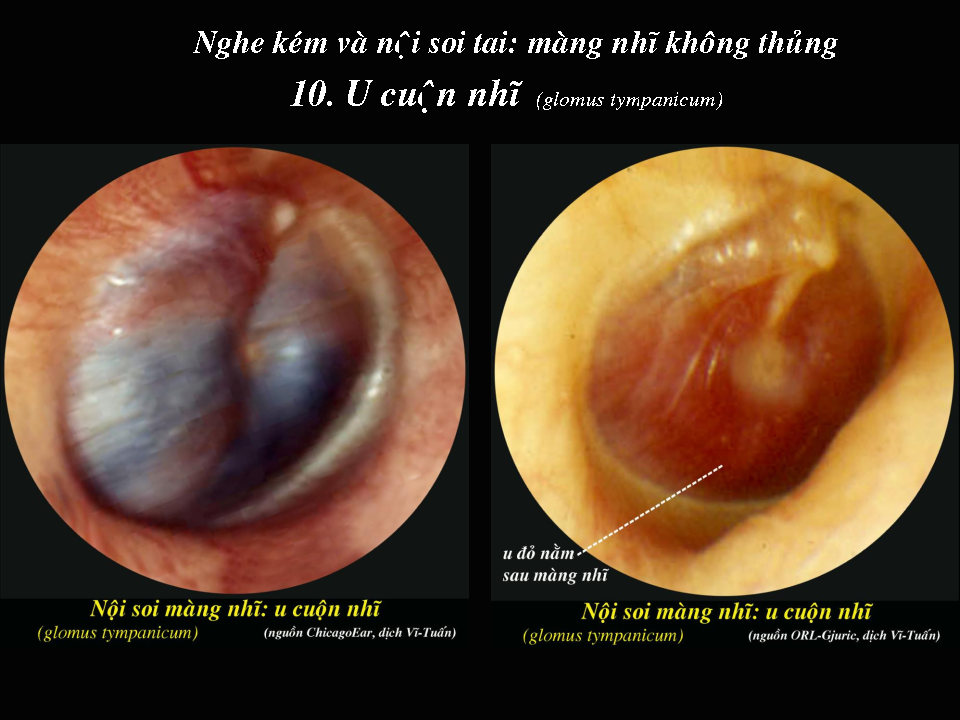 Nghe kém và nội soi tai: màng nhĩ không thủng
10. U cuộn nhĩ (glomus tympanicum)
u đỏ nằm
sau màng nhĩ
Nội soi màng nhĩ: u cuộn nhĩ
(glomus tympanicum) (nguồn ChicagoEar, dịch Vĩ-Tuấn)
Nội soi màng nhĩ: u cuộn nhĩ
(glomus tympanicum) (nguồn ORL-Gjuric, dịch Vĩ-Tuấn)